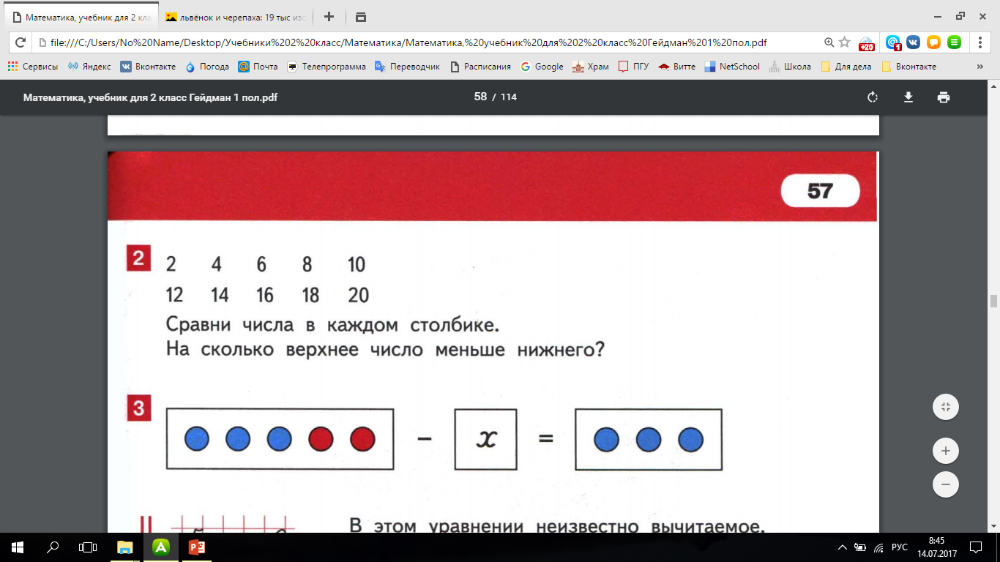 Математика, учебник для 2 кла
львёнок и черепаха: 19 тыс изо
file:///C:/Users/No%20Name/Desktop/Учебники%202%20класс/Математика/Математика,%20учебник%20для%202%20класс%20Гейдман%201%20пол.pdf
+20
1
Сервисы Яндекс Вконтакте Погода Почта Телепрограмма Переводчик Расписания Google Храм ПГУ Витте NetSchool Школа Для дела Вконтакте »
Математика, учебник для 2 класс Гейдман 1 пол.pdf 58 / 114
57
2 2 4 6 8 10
12 14 16 18 20
Сравни числа в каждом столбике.
На сколько верхнее число меньше нижнего?
3 − x =
В этом уравнении неизвестно вычитаемое.
РУС
8:45
14.07.2017